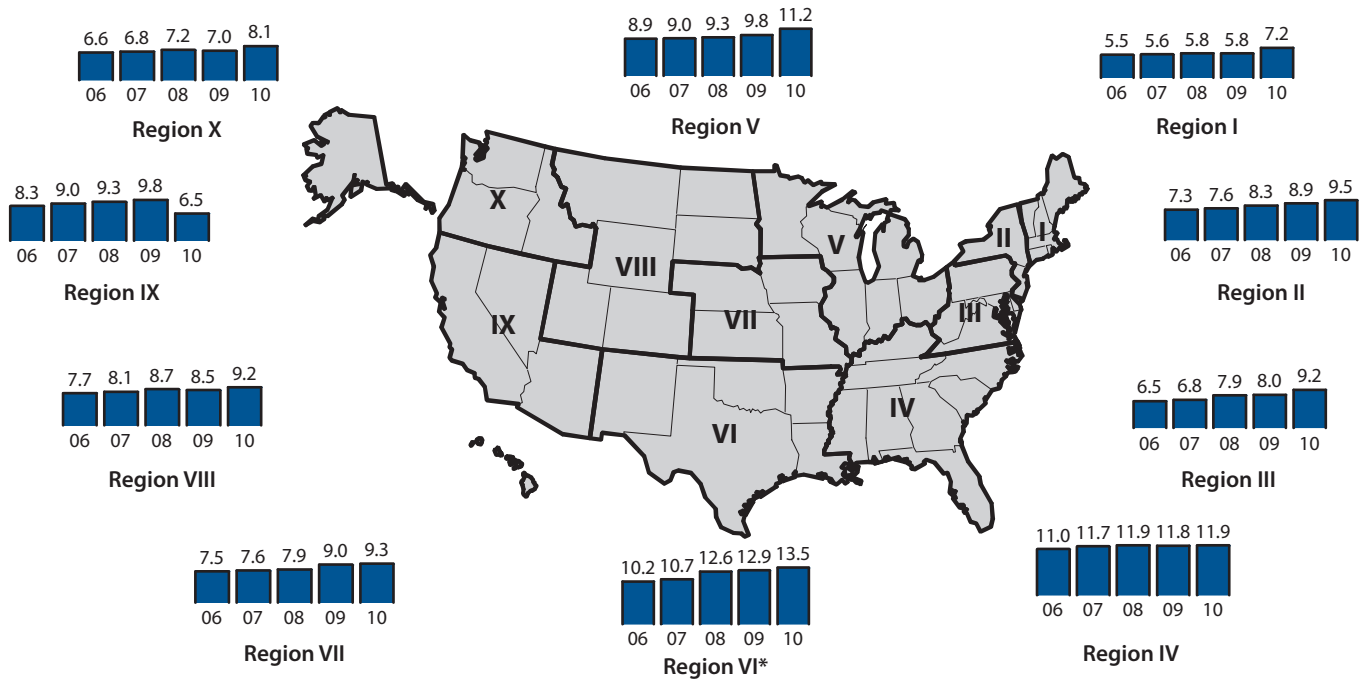 6.6 6.8 7.2 7.0 8.1
06 07 08 09 10
Region X
8.9 9.0 9.3 9.8 11.2
06 07 08 09 10
Region V
5.5 5.6 5.8 5.8 7.2
06 07 08 09 10
Region I
8.3 9.0 9.3 9.8 6.5
06 07 08 09 10
Region IX
7.3 7.6 8.3 8.9 9.5
06 07 08 09 10
Region II
7.7 8.1 8.7 8.5 9.2
06 07 08 09 10
Region VIII
6.5 6.8 7.9 8.0 9.2
06 07 08 09 10
Region III
7.5 7.6 7.9 9.0 9.3
06 07 08 09 10
Region VII
10.2 10.7 12.6 12.9 13.5
06 07 08 09 10
Region VI*
11.0 11.7 11.9 11.8 11.9
06 07 08 09 10
Region IV
X
V
II
I
VIII
IX
VII
III
VI
IV